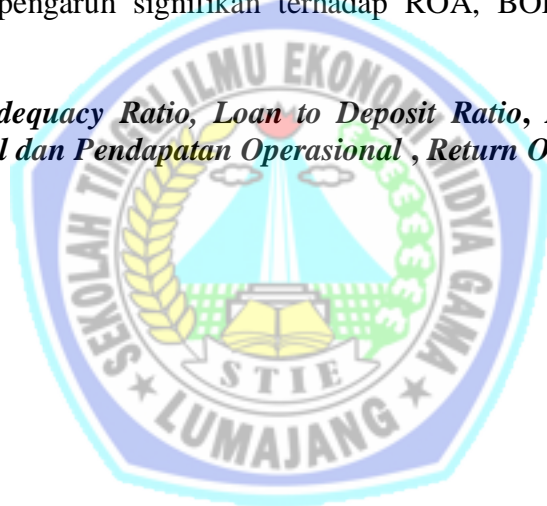 pengaruh signifikan terhadap ROA,
dequacy Ratio, Loan to Deposit Ratio,
dan Pendapatan Operasional , Return
SEKOLAH TINGGI ILMU EKONOMI WIDYA GAMA
STIE
LUMAJANG